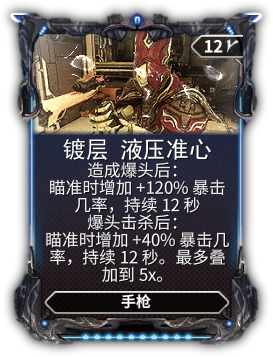 12
镀层 液压准心
造成爆头后：
瞄准时增加 +120% 暴击
几率，持续 12 秒
爆头击杀后：
瞄准时增加 +40% 暴击几
率，持续 12 秒。最多叠
加到 5x。
手枪